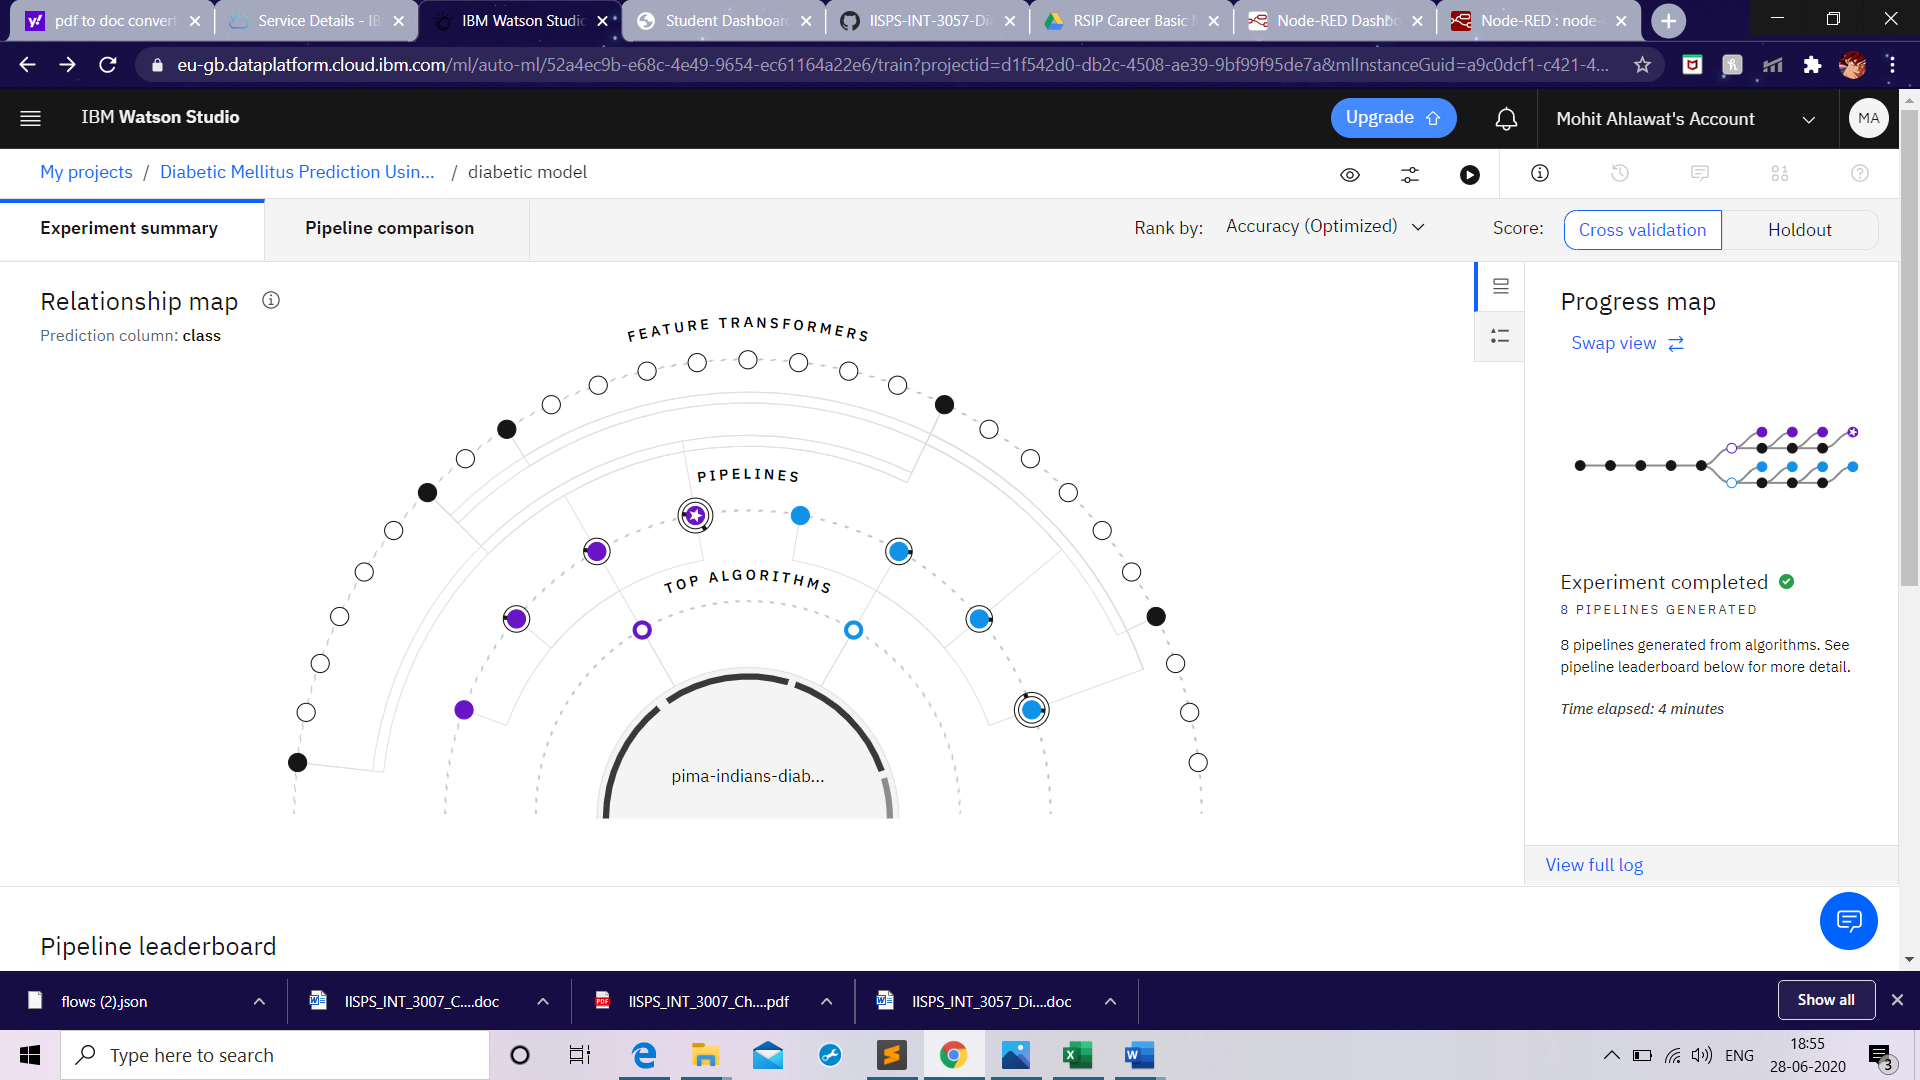 pdf to doc convert
Service Details - IB
IBM Watson Studio
Student Dashboard
IISPS-INT-3057-Dia
RSIP Career Basic
Node-RED Dashbo
Node-RED : node-
eu-gb.dataplatform.cloud.ibm.com/ml/auto-ml/52a4ec9b-e68c-4e49-9654-ec61164a22e6/train?projectid=d1f542d0-db2c-4508-ae39-9bf99f95de7a&mlInstanceGuid=a9c0dcf1-c421-4...
IBM Watson Studio
Upgrade
Mohit Ahlawat's Account
MA
My projects / Diabetic Mellitus Prediction Usin... / diabetic model
Experiment summary
Pipeline comparison
Rank by: Accuracy (Optimized)
Score: Cross validation Holdout
Relationship map
Prediction column: class
FEATURE TRANSFORMERS
PIPELINES
TOP ALGORITHMS
pima-indians-diab...
Progress map
Swap view
Experiment completed
8 PIPELINES GENERATED
8 pipelines generated from algorithms. See
pipeline leaderboard below for more detail.
Time elapsed: 4 minutes
View full log
Pipeline leaderboard
flows (2).json
IISPS_INT_3007_C....doc
IISPS_INT_3007_Ch....pdf
IISPS_INT_3057_Di....doc
Show all
Type here to search
ENG
18:55
28-06-2020
3